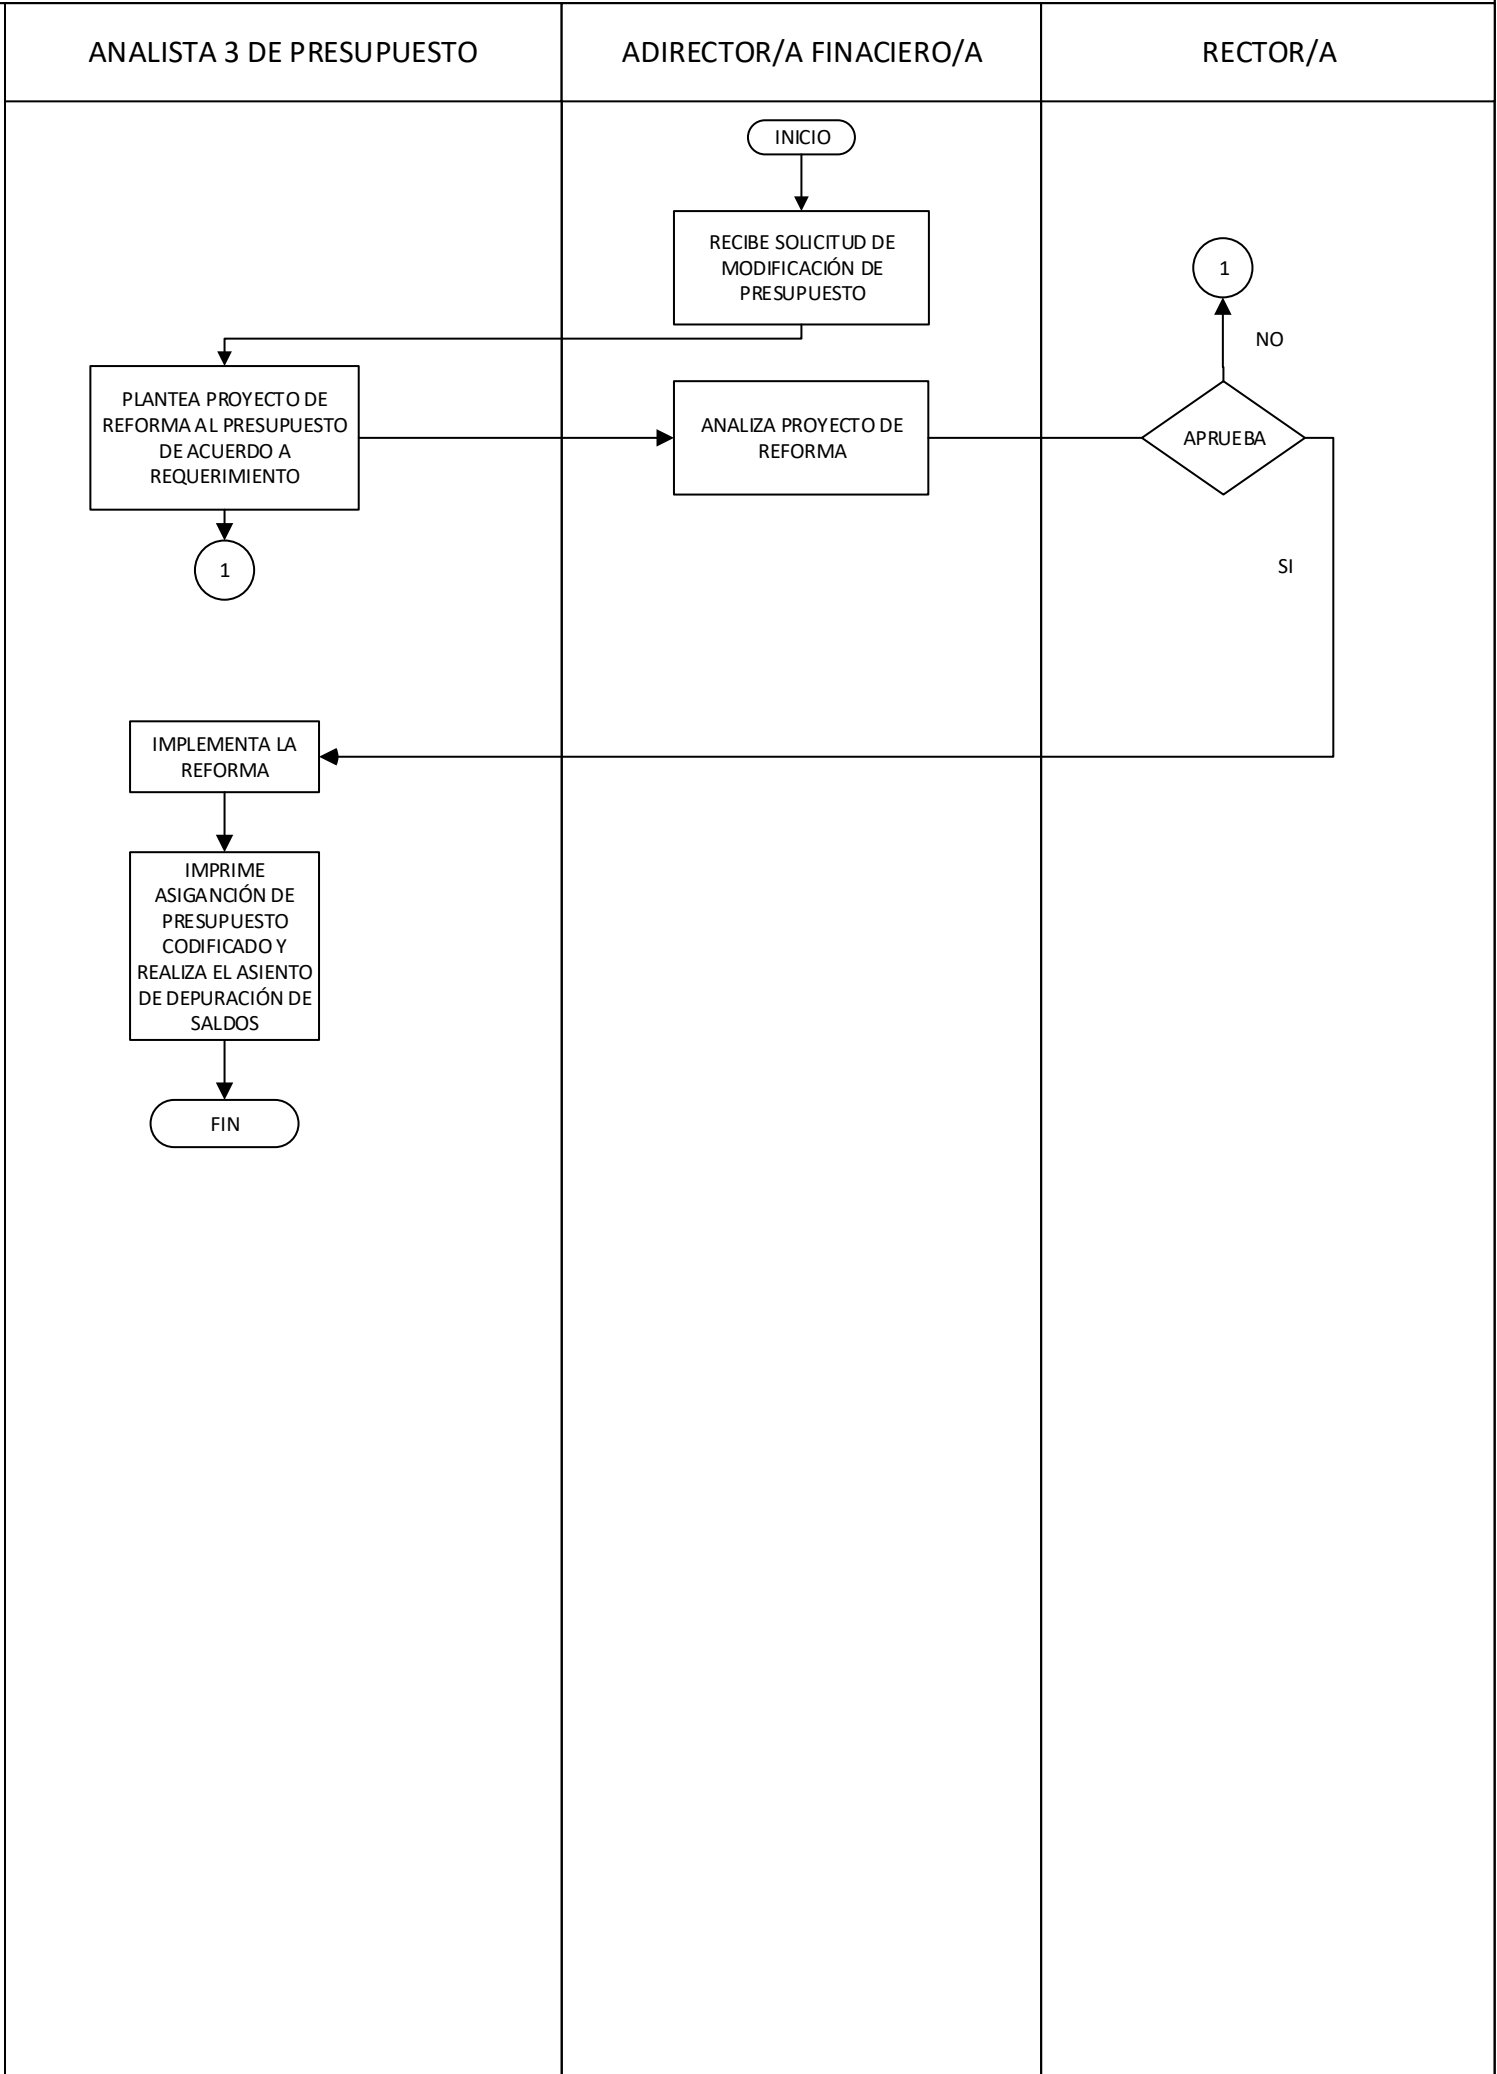 ANALISTA 3 DE PRESUPUESTO
ADIRECTOR/A FINACIERO/A
RECTOR/A
INICIO
RECIBE SOLICITUD DE
MODIFICACIÓN DE
PRESUPUESTO
1
NO
PLANTEA PROYECTO DE
REFORMA AL PRESUPUESTO
DE ACUERDO A
REQUERIMIENTO
ANALIZA PROYECTO DE
REFORMA
APRUEBA
1
SI
IMPLEMENTA LA
REFORMA
IMPRIME
ASIGANCIÓN DE
PRESUPUESTO
CODIFICADO Y
REALIZA EL ASIENTO
DE DEPURACIÓN DE
SALDOS
FIN